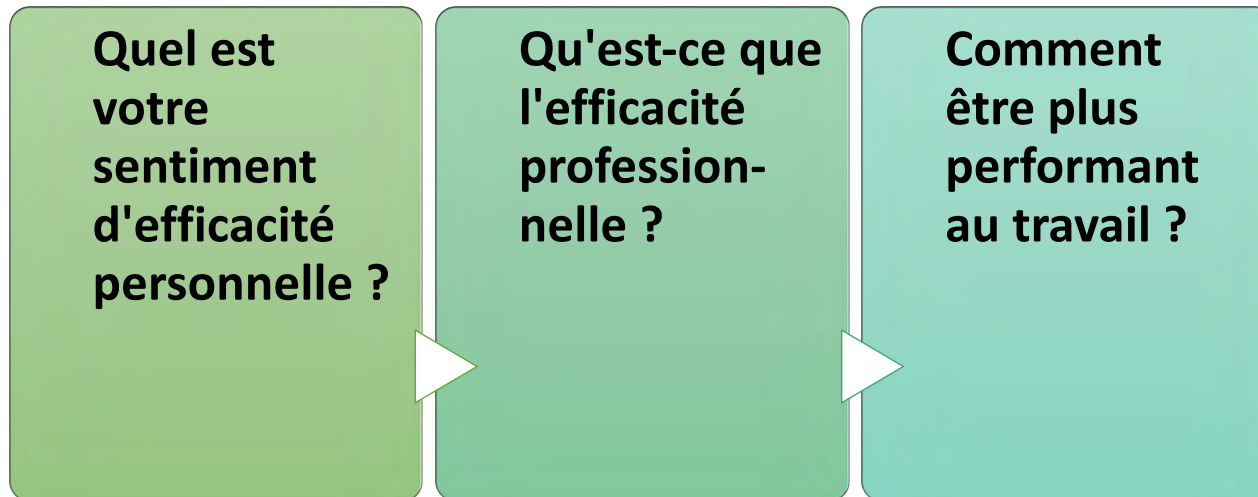 Quel est
votre
sentiment
d'efficacité
personnelle ?
Qu'est-ce que
l'efficacité
profession-
nelle ?
Comment
être plus
performant
au travail ?